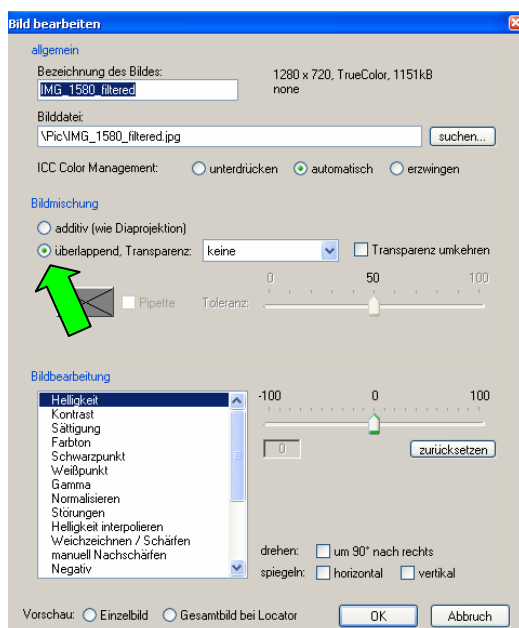 Bild bearbeiten
allgemein
Bezeichnung des Bildes:
1280 x 720, TrueColor, 1151kB
IMG_1580_filtered
none
Bilddatei:
\Pic\IMG_1580_filtered.jpg
suchen...
ICC Color Management: unterdrücken automatisch erzwingen
Bildmischung
additiv (wie Diaprojektion)
überlappend, Transparenz: keine Transparenz umkehren
0 50 100
Pipette Toleranz:
Bildbearbeitung
Helligkeit
-100 0 100
Kontrast
Sättigung
Farbton
0
Schwarzpunkt
zurücksetzen
Weißpunkt
Gamma
Normalisieren
Störungen
Helligkeit interpolieren
Weichzeichnen / Schärfen
manuell Nachschärfen
drehen: um 90° nach rechts
Negativ
spiegeln: horizontal vertikal
Vorschau: Einzelbild Gesamtbild bei Locator OK Abbruch